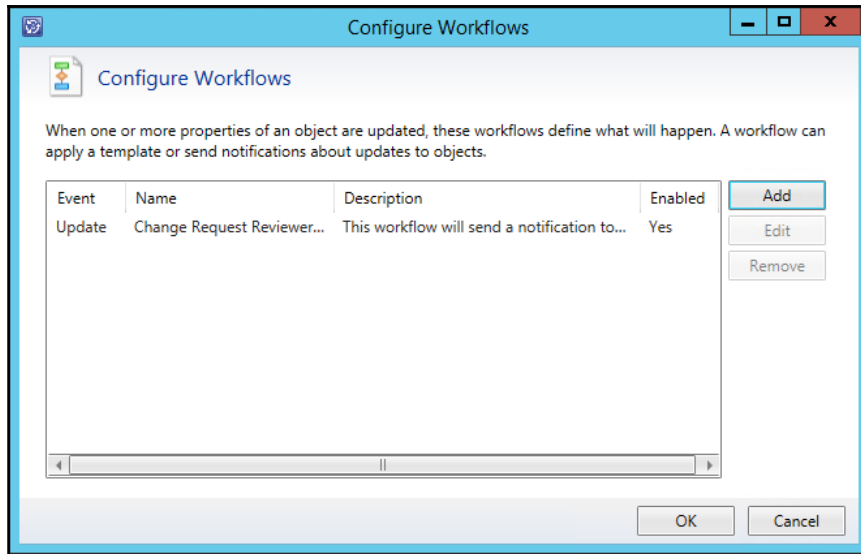 Configure Workflows
Configure Workflows
When one or more properties of an object are updated, these workflows define what will happen. A workflow can
apply a template or send notifications about updates to objects.
Event Name Description Enabled
Update Change Request Reviewer... This workflow will send a notification to... Yes
Add
Edit
Remove
OK Cancel